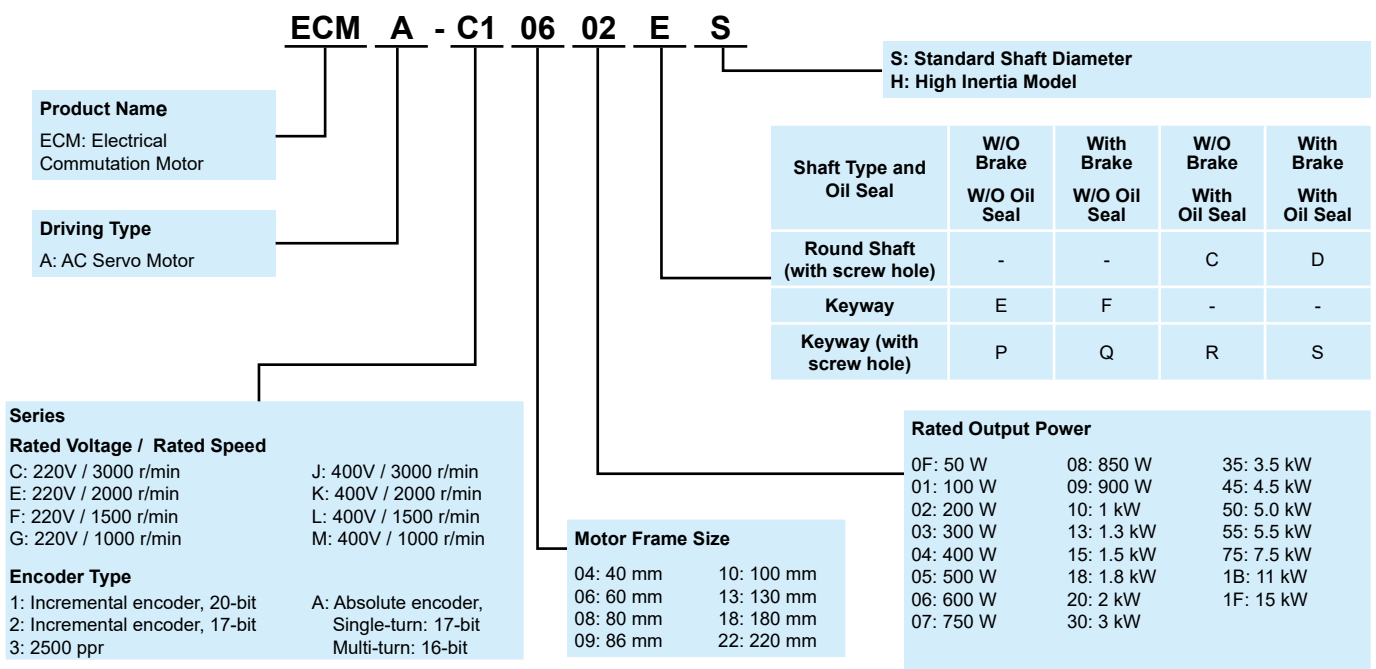 ECM A - C1 06 02 E S
S: Standard Shaft Diameter
H: High Inertia Model
Product Name
ECM: Electrical
Commutation Motor
Driving Type
A: AC Servo Motor
Shaft Type and
Oil Seal
W/O
Brake
W/O Oil
Seal
With
Brake
W/O Oil
Seal
W/O
Brake
With
Oil Seal
With
Brake
With
Oil Seal
Round Shaft
(with screw hole)
- - C D
Keyway
E F - -
Keyway (with
screw hole)
P Q R S
Series
Rated Voltage / Rated Speed
C: 220V / 3000 r/min
E: 220V / 2000 r/min
F: 220V / 1500 r/min
G: 220V / 1000 r/min
J: 400V / 3000 r/min
K: 400V / 2000 r/min
L: 400V / 1500 r/min
M: 400V / 1000 r/min
Encoder Type
1: Incremental encoder, 20-bit
2: Incremental encoder, 17-bit
3: 2500 ppr
A: Absolute encoder,
Single-turn: 17-bit
Multi-turn: 16-bit
Motor Frame Size
04: 40 mm
06: 60 mm
08: 80 mm
09: 86 mm
10: 100 mm
13: 130 mm
18: 180 mm
22: 220 mm
Rated Output Power
0F: 50 W
01: 100 W
02: 200 W
03: 300 W
04: 400 W
05: 500 W
06: 600 W
07: 750 W
08: 850 W
09: 900 W
10: 1 kW
13: 1.3 kW
15: 1.5 kW
18: 1.8 kW
20: 2 kW
30: 3 kW
35: 3.5 kW
45: 4.5 kW
50: 5.0 kW
55: 5.5 kW
75: 7.5 kW
1B: 11 kW
1F: 15 kW